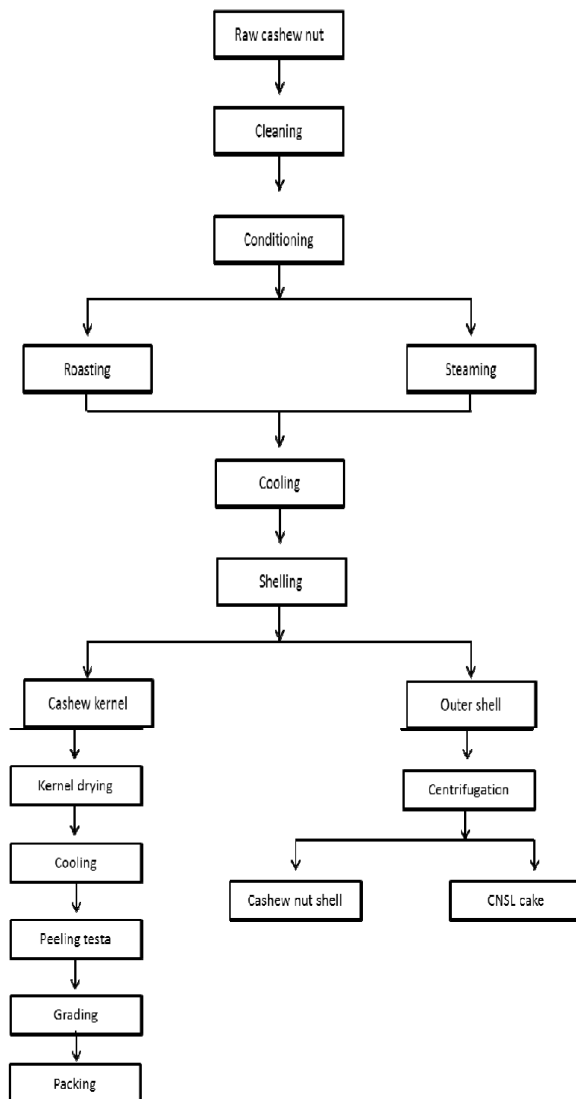 Raw cashew nut
Cleaning
Conditioning
Roasting
Steaming
Cooling
Shelling
Cashew kernel
Outer shell
Kernel drying
Centrifugation
Cooling
Cashew nut shell
CNSL cake
Peeling testa
Grading
Packing